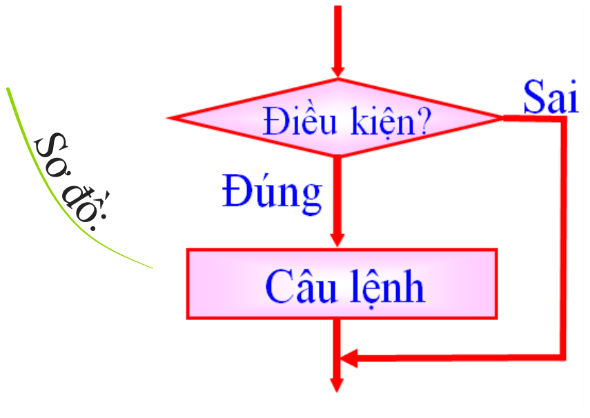 Sơ đồ:
Điều kiện?
Sai
Đúng
Câu lệnh